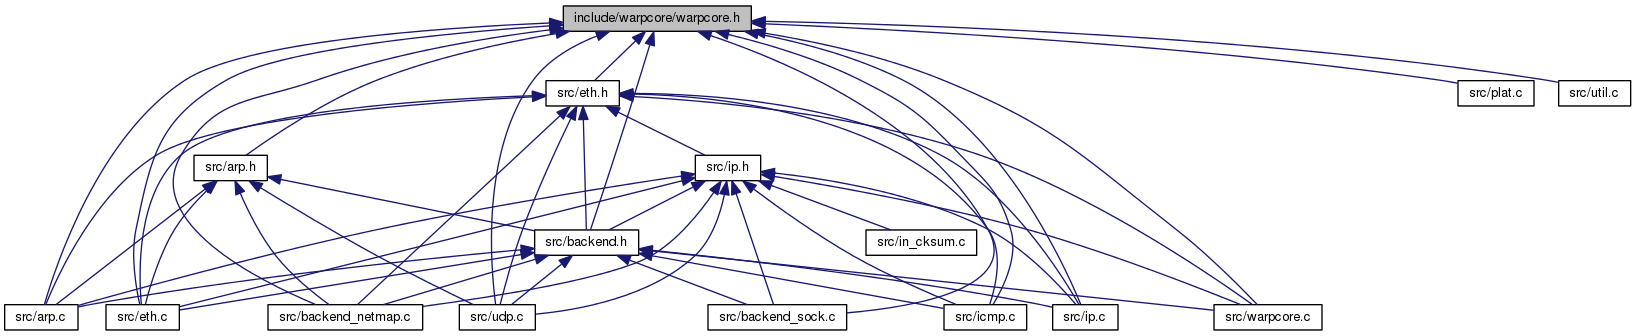 include/warpcore/warpcore.h
src/eth.h
src/plat.c
src/util.c
src/arp.h
src/ip.h
src/backend.h
src/in_cksum.c
src/arp.c
src/eth.c
src/backend_netmap.c
src/udp.c
src/backend_sock.c
src/icmp.c
src/ip.c
src/warpcore.c